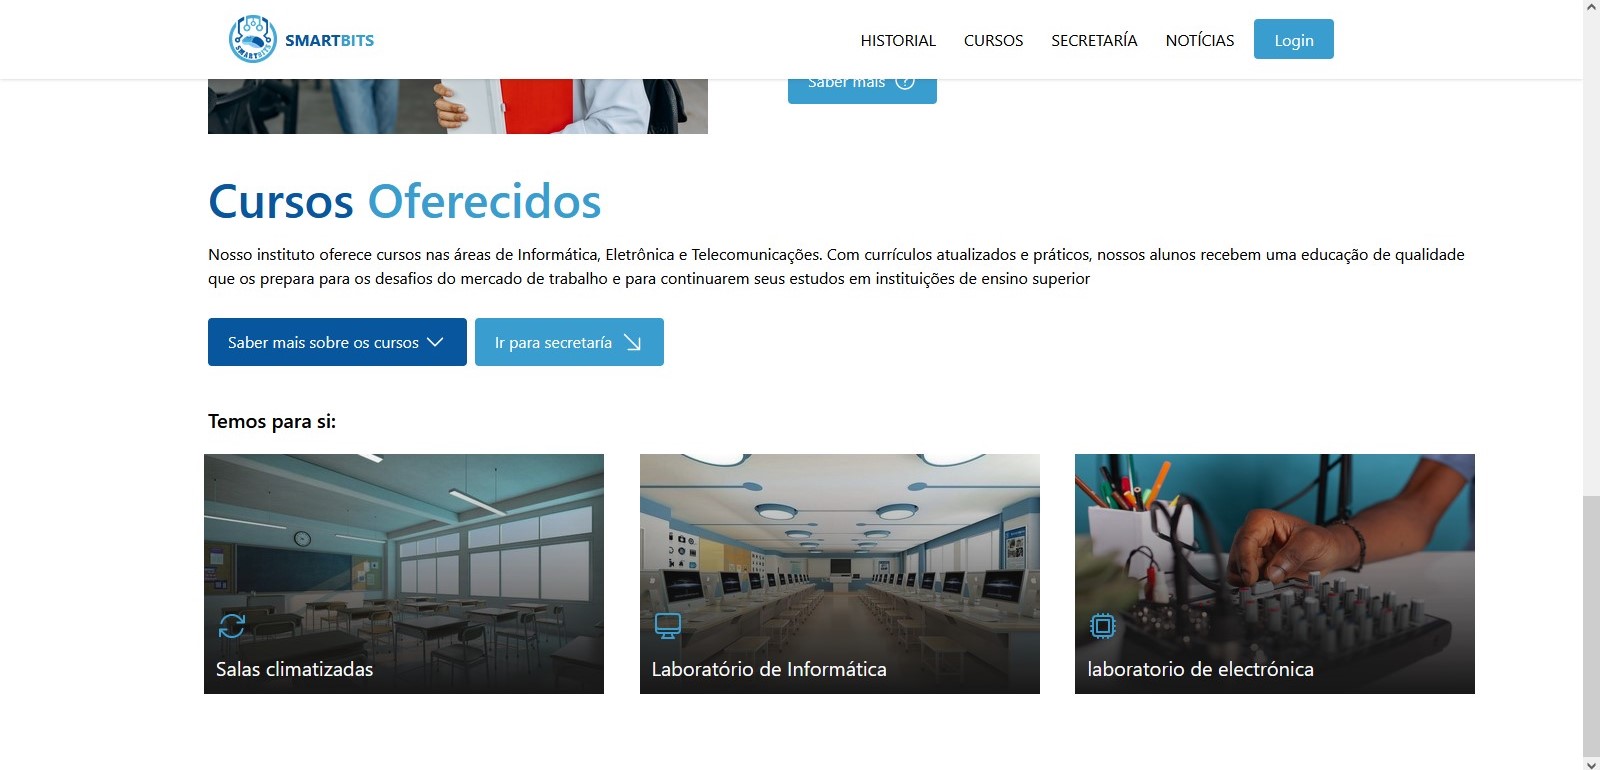 SMARTBITS
SMARTBITS
HISTORIAL
CURSOS
SECRETARÍA
NOTÍCIAS
Login
Saber mais
Cursos Oferecidos
Nosso instituto oferece cursos nas áreas de Informática, Eletrônica e Telecomunicações. Com currículos atualizados e práticos, nossos alunos recebem uma educação de qualidade
que os prepara para os desafios do mercado de trabalho e para continuarem seus estudos em instituições de ensino superior
Saber mais sobre os cursos
Ir para secretaría
Temos para si:
Salas climatizadas
Laboratório de Informática
laboratorio de electrónica